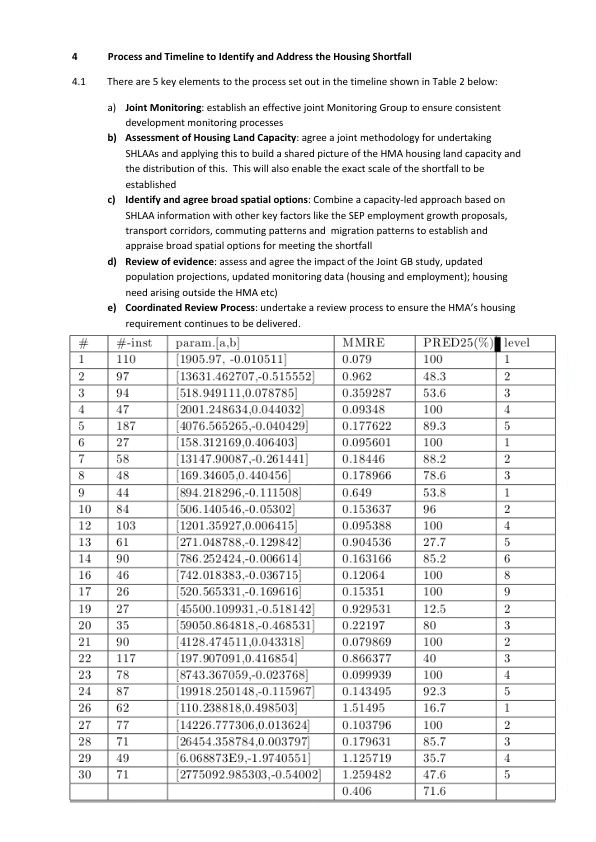 4 Process and Timeline to Identify and Address the Housing Shortfall
4.1 There are 5 key elements to the process set out in the timeline shown in Table 2 below:
a) Joint Monitoring: establish an effective joint Monitoring Group to ensure consistent
development monitoring processes
b) Assessment of Housing Land Capacity: agree a joint methodology for undertaking
SHLAAs and applying this to build a shared picture of the HMA housing land capacity and
the distribution of this. This will also enable the exact scale of the shortfall to be
established
c) Identify and agree broad spatial options: Combine a capacity-led approach based on
SHLAA information with other key factors like the SEP employment growth proposals,
transport corridors, commuting patterns and migration patterns to establish and
appraise broad spatial options for meeting the shortfall
d) Review of evidence: assess and agree the impact of the Joint GB study, updated
population projections, updated monitoring data (housing and employment); housing
need arising outside the HMA etc)
e) Coordinated Review Process: undertake a review process to ensure the HMA's housing
requirement continues to be delivered.
# #-inst param.[a,b] MMRE PRED25(%) level
1 110 [1905.97, -0.010511] 0.079 100 1
2 97 [13631.462707,-0.515552] 0.962 48.3 2
3 94 [518.949111,0.078785] 0.359287 53.6 3
4 47 [2001.248634,0.044032] 0.09348 100 4
5 187 [4076.565265,-0.040429] 0.177622 89.3 5
6 27 [158.312169,0.406403] 0.095601 100 1
7 58 [13147.90087,-0.261441] 0.18446 88.2 2
8 48 [169.34605,0.440456] 0.178966 78.6 3
9 44 [894.218296,-0.111508] 0.649 53.8 1
10 84 [506.140546,-0.05302] 0.153637 96 2
12 103 [1201.35927,0.006415] 0.095388 100 4
13 61 [271.048788,-0.129842] 0.904536 27.7 5
14 90 [786.252424,-0.006614] 0.163166 85.2 6
16 46 [742.018383,-0.036715] 0.12064 100 8
17 26 [520.565331,-0.169616] 0.15351 100 9
19 27 [45500.109931,-0.518142] 0.929531 12.5 2
20 35 [59050.864818,-0.468531] 0.22197 80 3
21 90 [4128.474511,0.043318] 0.079869 100 2
22 117 [197.907091,0.416854] 0.866377 40 3
23 78 [8743.367059,-0.023768] 0.099939 100 4
24 87 [19918.250148,-0.115967] 0.143495 92.3 5
26 62 [110.238818,0.498503] 1.51495 16.7 1
27 77 [14226.777306,0.013624] 0.103796 100 2
28 71 [26454.358784,0.003797] 0.179631 85.7 3
29 49 [6.068873E9,-1.9740551] 1.125719 35.7 4
30 71 [2775092.985303,-0.54002] 1.259482 47.6 5
0.406 71.6